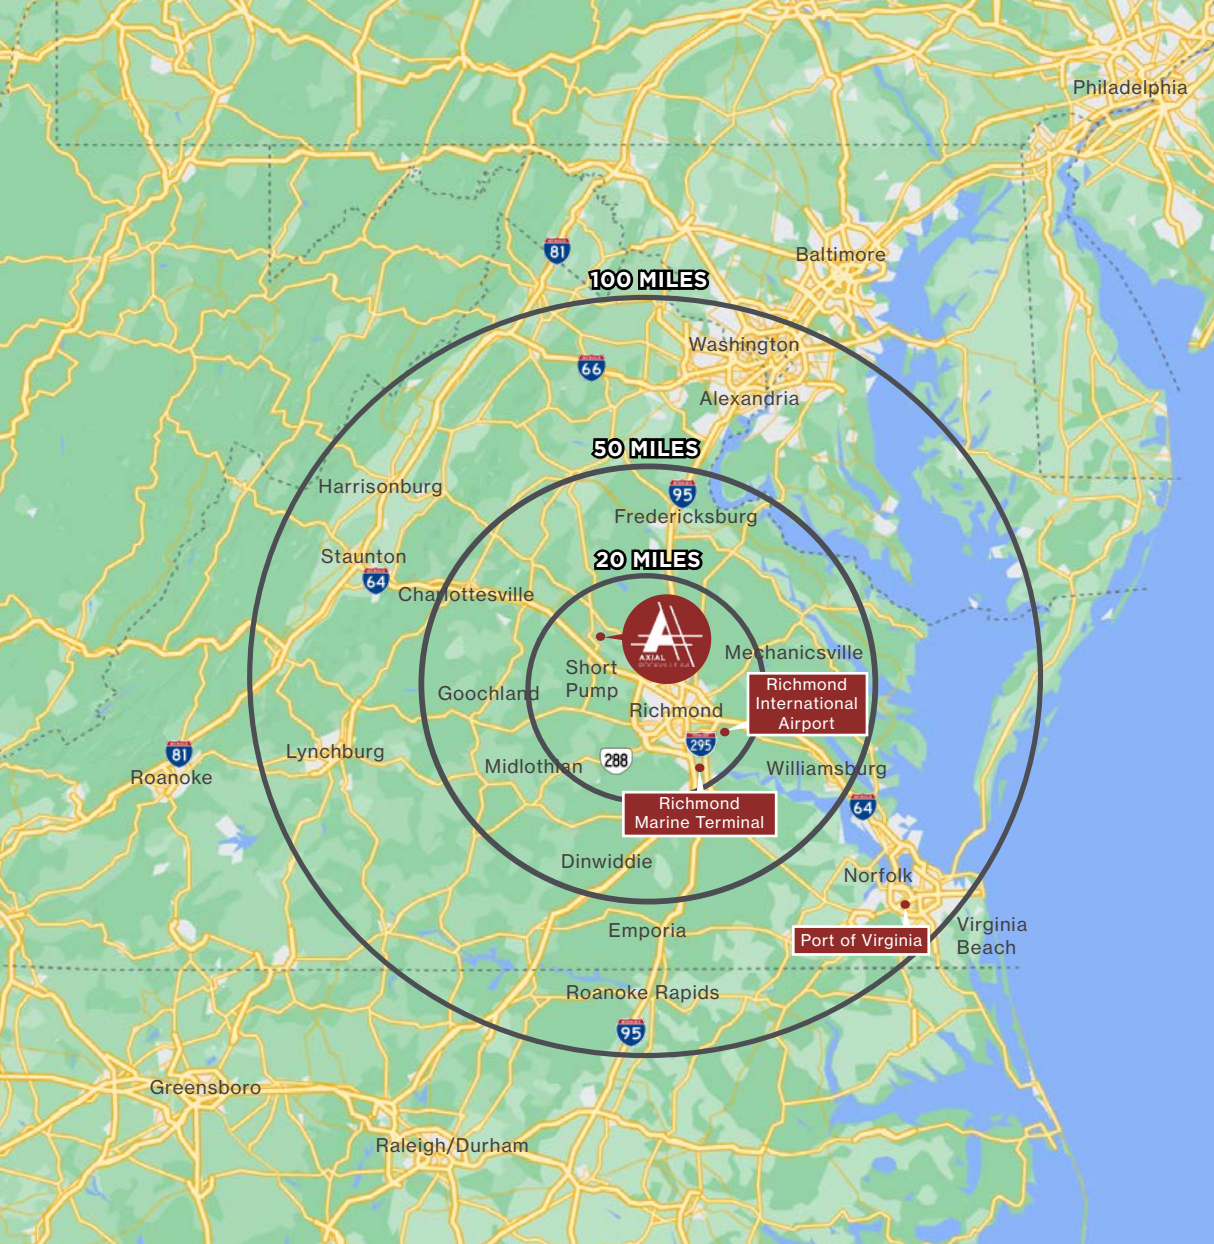 Philadelphia
81
Baltimore
100 MILES
Washington
66
Alexandria
50 MILES
Harrisonburg
95
Fredericksburg
Staunton
20 MILES
64
Charlottesville
A
AXIAL
Mechanicsville
Short
Pump
Richmond
International
Airport
Goochland
Richmond
295
81
Lynchburg
288
Midlothian
Williamsburg
Roanoke
Richmond
Marine Terminal
64
Dinwiddie
Norfolk
Emporia
Port of Virginia
Virginia
Beach
Roanoke Rapids
95
Greensboro
Raleigh/Durham